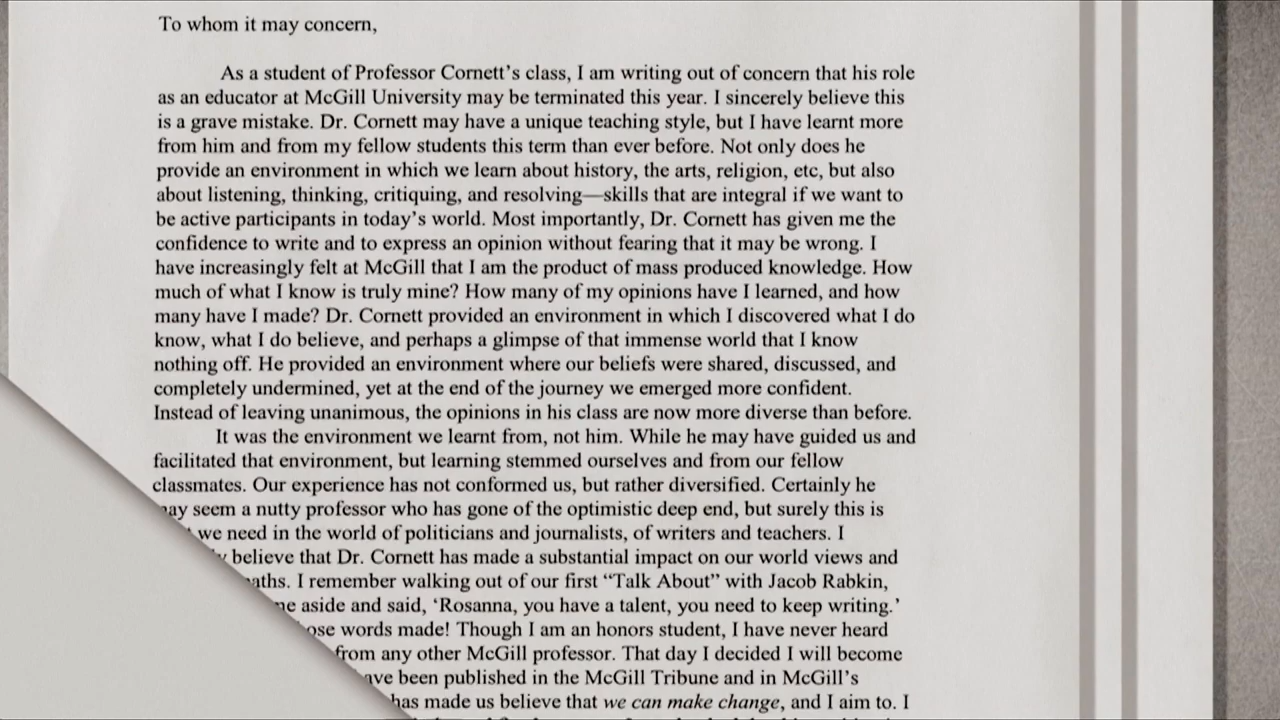 To whom it may concern,
As a student of Professor Cornett's class, I am writing out of concern that his role
as an educator at McGill University may be terminated this year. I sincerely believe this
is a grave mistake. Dr. Cornett may have a unique teaching style, but I have learnt more
from him and from my fellow students this term than ever before. Not only does he
provide an environment in which we learn about history, the arts, religion, etc, but also
about listening, thinking, critiquing, and resolving—skills that are integral if we want to
be active participants in today's world. Most importantly, Dr. Cornett has given me the
confidence to write and to express an opinion without fearing that it may be wrong. I
have increasingly felt at McGill that I am the product of mass produced knowledge. How
much of what I know is truly mine? How many of my opinions have I learned, and how
many have I made? Dr. Cornett provided an environment in which I discovered what I do
know, what I do believe, and perhaps a glimpse of that immense world that I know
nothing off. He provided an environment where our beliefs were shared, discussed, and
completely undermined, yet at the end of the journey we emerged more confident.
Instead of leaving unanimous, the opinions in his class are now more diverse than before.
It was the environment we learnt from, not him. While he may have guided us and
facilitated that environment, but learning stemmed ourselves and from our fellow
classmates. Our experience has not conformed us, but rather diversified. Certainly he
may seem a nutty professor who has gone of the optimistic deep end, but surely this is
we need in the world of politicians and journalists, of writers and teachers. I
believe that Dr. Cornett has made a substantial impact on our world views and
I remember walking out of our first “Talk About” with Jacob Rabkin,
aside and said, ‘Rosanna, you have a talent, you need to keep writing.’
words made! Though I am an honors student, I have never heard
from any other McGill professor. That day I decided I will become
been published in the McGill Tribune and in McGill's
has made us believe that we can make change, and I aim to. I